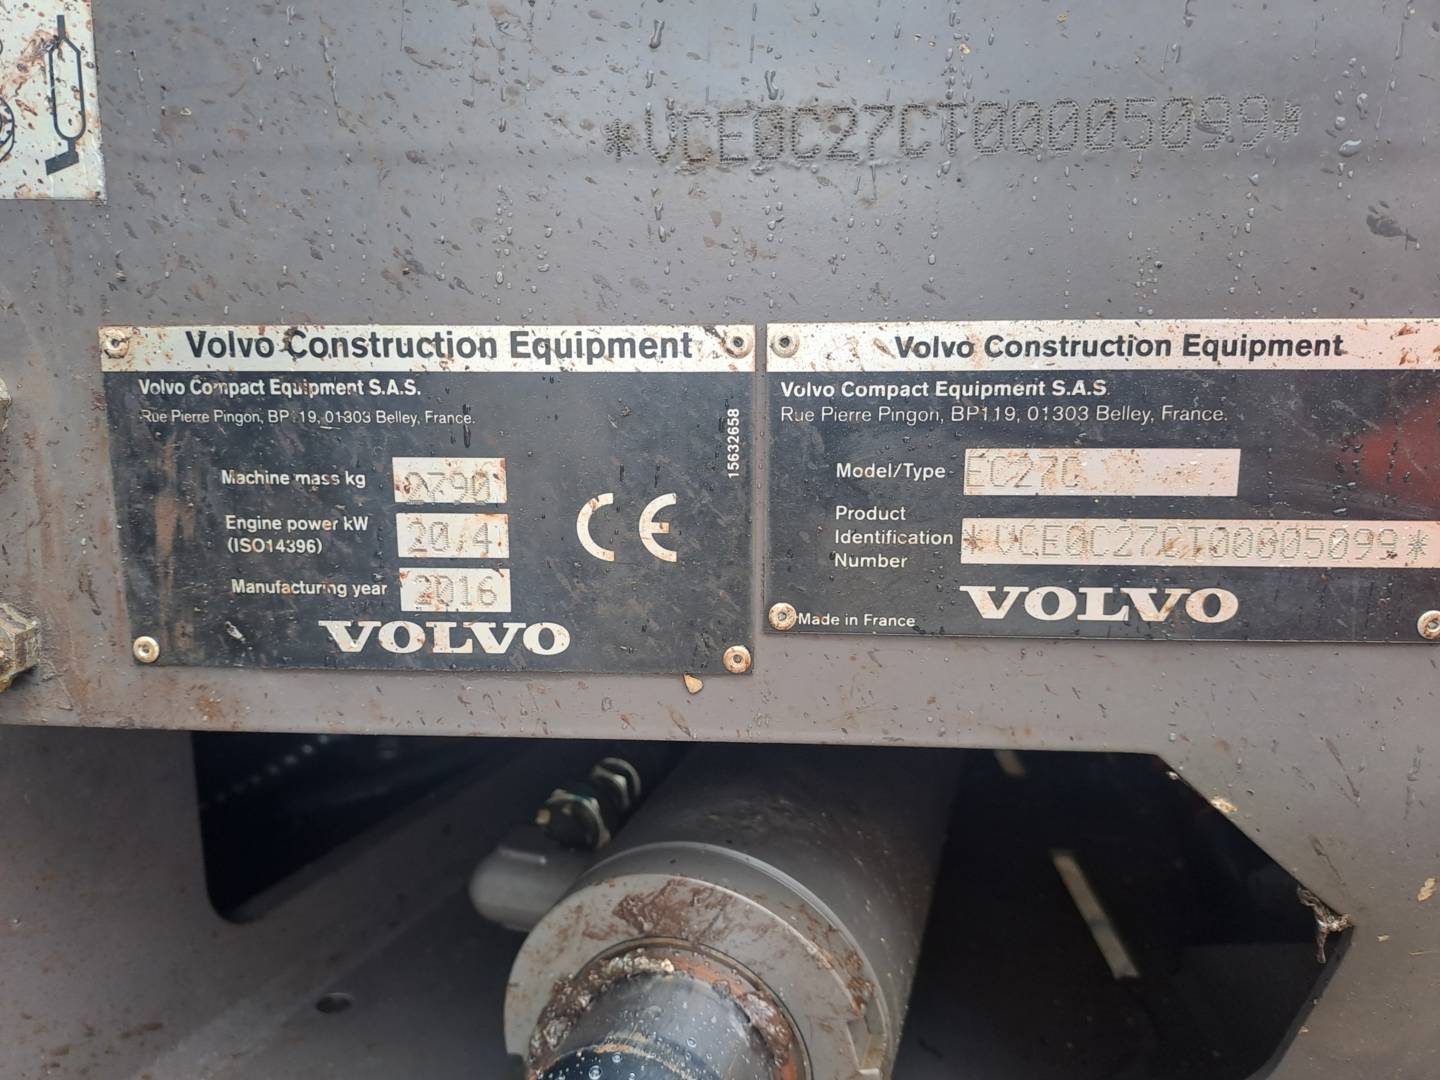 *VCE0C27CT00005099*
Volvo Construction Equipment
Volvo Compact Equipment S.A.S.
Rue Pierre Pingon, BP 119, 01303 Belley, France.
15632658
Machine mass kg 2790
Engine power kW 20,4
(ISO14396)
Manufacturing year 2016
CE
VOLVO
Volvo Construction Equipment
Volvo Compact Equipment S.A.S
Rue Pierre Pingon, BP119, 01303 Belley, France.
Model/Type EC27C
Product
Identification *VCE0C27CT00005099*
Number
VOLVO
Made in France